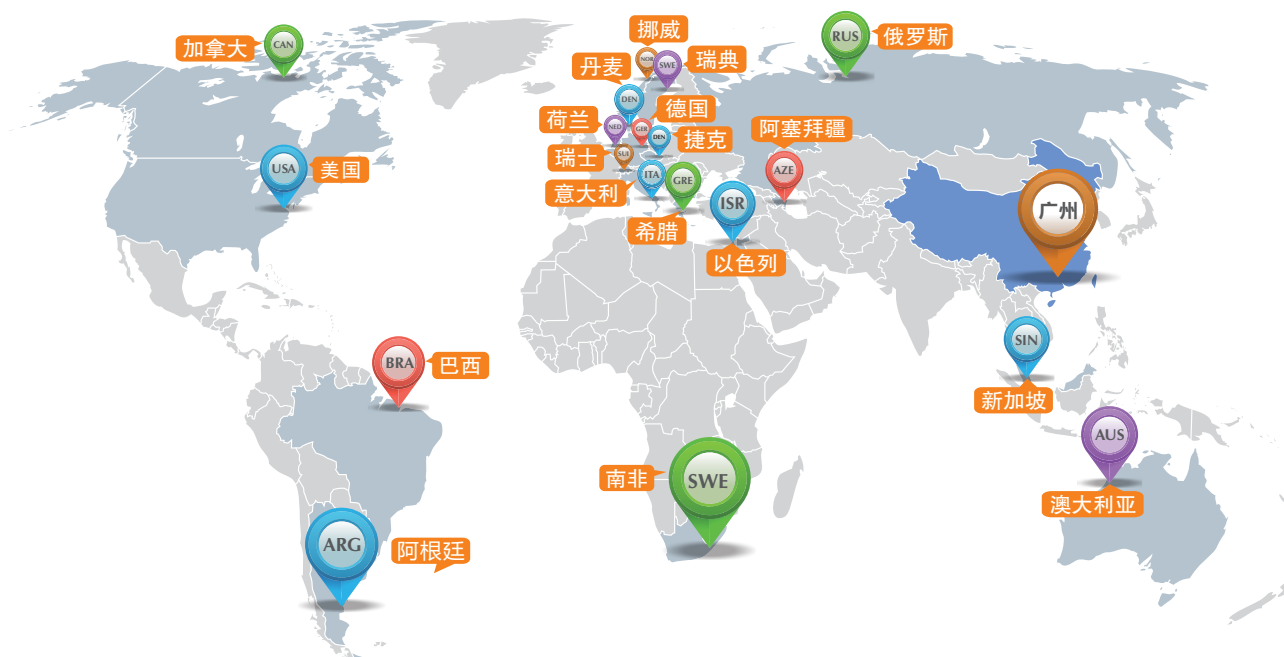 挪威
CAN
加拿大
RUS
俄罗斯
NOR
SWE
瑞典
丹麦
DEN
德国
荷兰
NED
GER
DEN
捷克
阿塞拜疆
瑞士
SUI
USA
美国
ITA
意大利
GRE
希腊
AZE
ISR
以色列
广州
SIN
新加坡
BRA
巴西
AUS
澳大利亚
南非
SWE
ARG
阿根廷